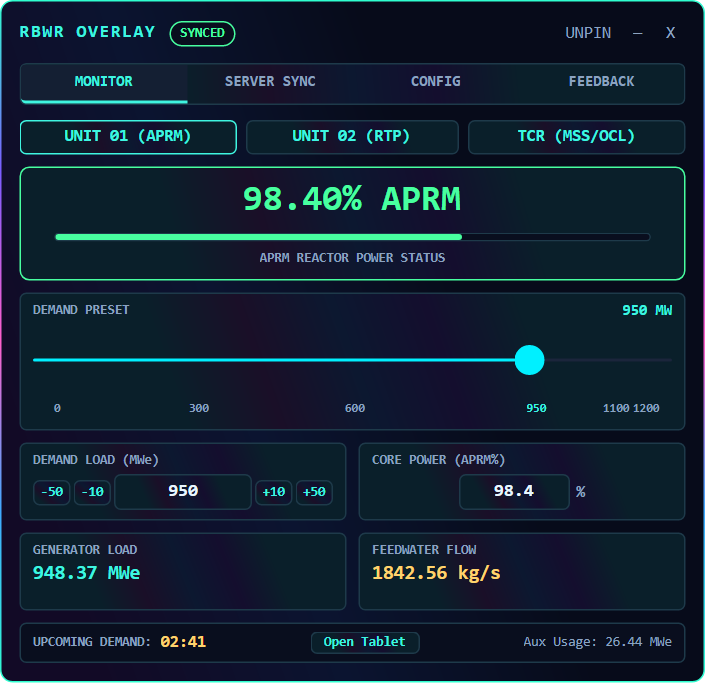 RBWR OVERLAY SYNCED UNPIN – X
MONITOR SERVER SYNC CONFIG FEEDBACK
UNIT 01 (APRM) UNIT 02 (RTP) TCR (MSS/OCL)
98.40% APRM
APRM REACTOR POWER STATUS
DEMAND PRESET 950 MW
0 300 600 950 1100 1200
DEMAND LOAD (MWe) CORE POWER (APRM%)
-50 -10 950 +10 +50 98.4 %
GENERATOR LOAD FEEDWATER FLOW
948.37 MWe 1842.56 kg/s
UPCOMING DEMAND: 02:41 Open Tablet Aux Usage: 26.44 MWe